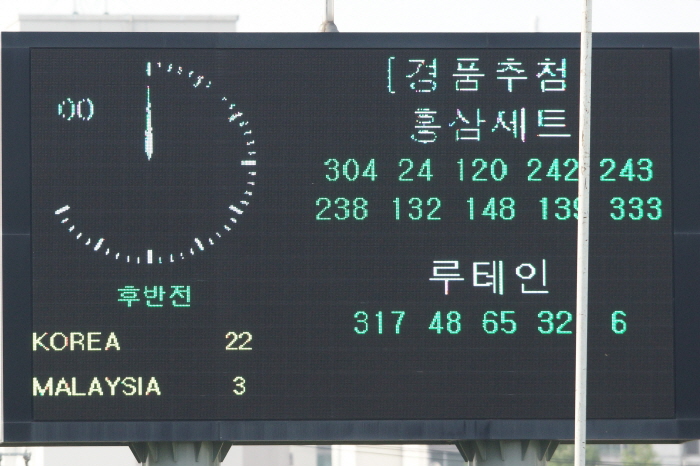 00
후반전
KOREA 22
MALAYSIA 3
[경품추첨
홍삼세트
304 24 120 242 243
238 132 148 139 333
루테인
317 48 65 32 6